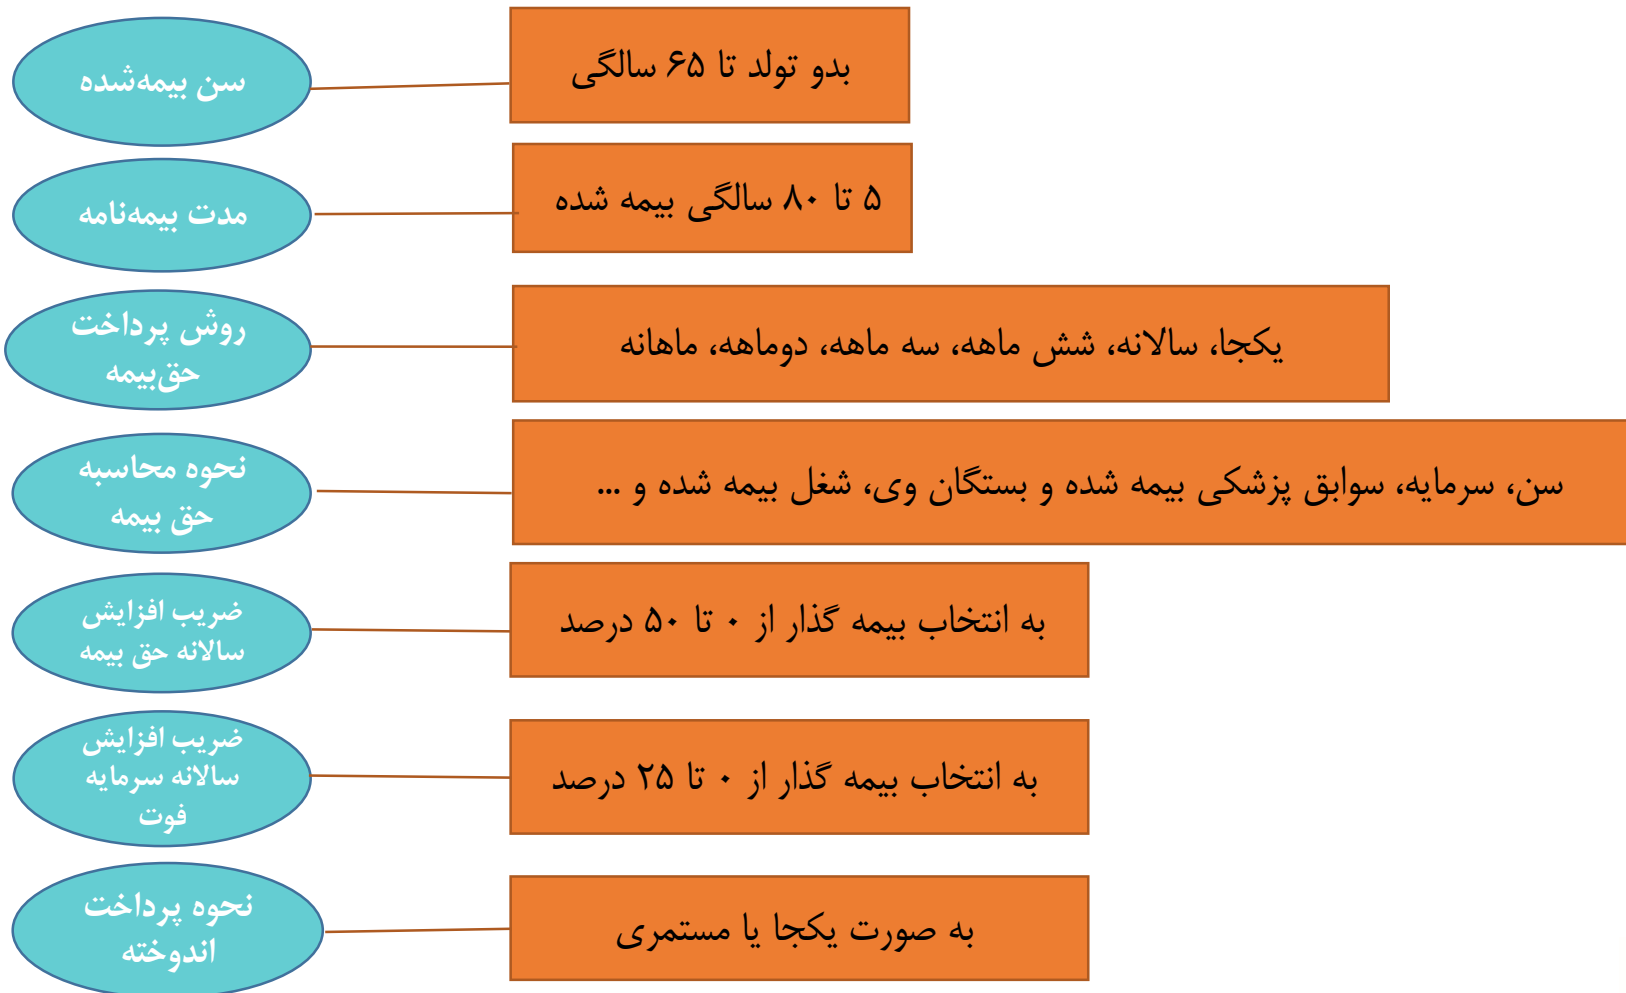 سن بیمه‌شده
بدو تولد تا ۶۵ سالگی
مدت بیمه‌نامه
۵ تا ۸۰ سالگی بیمه شده
روش پرداخت
حق‌بیمه
یکجا، سالانه، شش ماهه، سه ماهه، دوماهه، ماهانه
نحوه محاسبه
حق بیمه
سن، سرمایه، سوابق پزشکی بیمه شده و بستگان وی، شغل بیمه شده و ...
ضریب افزایش
سالانه حق بیمه
به انتخاب بیمه گذار از ۰ تا ۵۰ درصد
ضریب افزایش
سالانه سرمایه
فوت
به انتخاب بیمه گذار از ۰ تا ۲۵ درصد
نحوه پرداخت
اندوخته
به صورت یکجا یا مستمری